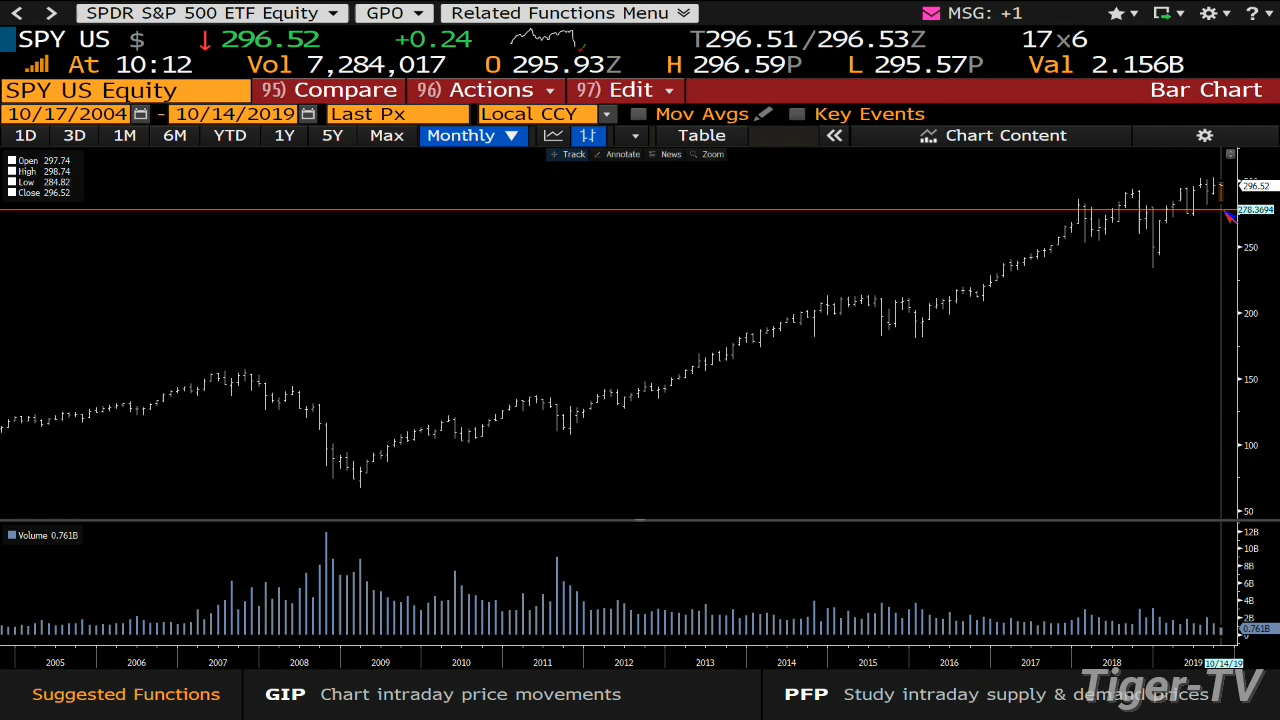 SPDR S&P 500 ETF Equity GPO Related Functions Menu MSG: +1 ?
SPY US $ ↓296.52 +0.24 T296.51/296.53Z 17x6
At 10:12 Vol 7,284,017 O 295.93Z H 296.59P L 295.57P Val 2.156B
SPY US Equity 95) Compare 96) Actions 97) Edit Bar Chart
10/17/2004 - 10/14/2019 Last Px Local CCY Mov Avgs Key Events
1D 3D 1M 6M YTD 1Y 5Y Max Monthly ▼ Table Chart Content
Track Annotate News Zoom
Open 297.74
High 298.74
Low 284.82
Close 296.52
296.52
278.3694
250
200
150
100
50
Volume 0.761B
12B
10B
8B
6B
4B
2B
0.761B
0
2005 2006 2007 2008 2009 2010 2011 2012 2013 2014 2015 2016 2017 2018 2019 10/14/19
Suggested Functions GIP Chart intraday price movements PFP Study intraday supply & demand prices
Tiger-TV